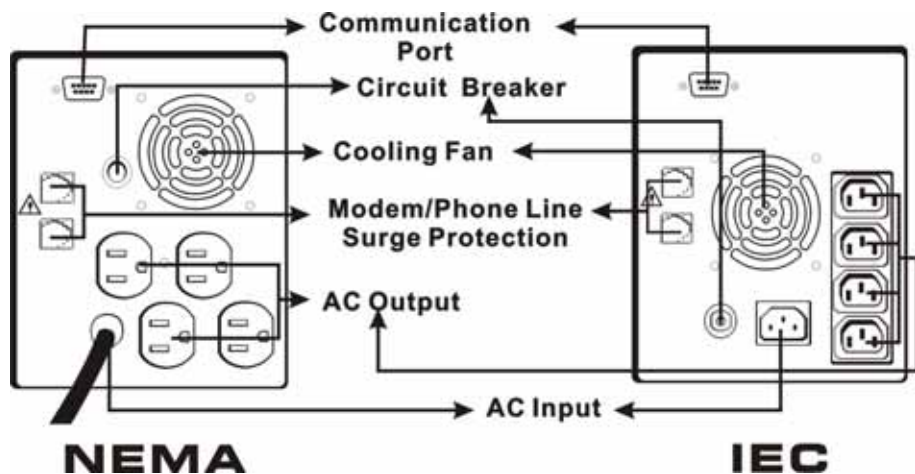 Communication
Port
Circuit Breaker
Cooling Fan
Modem/Phone Line
Surge Protection
AC Output
AC Input
NEMA
IEC